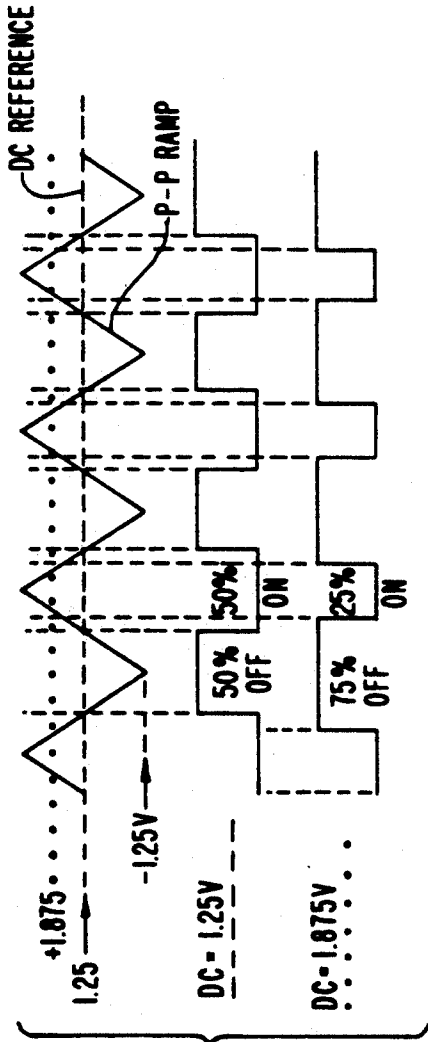 DC REFERENCE
+1.875
1.25
P-P RAMP
-1.25V
DC = 1.25V
50%
OFF
50%
ON
DC = 1.875V
75%
OFF
25%
ON